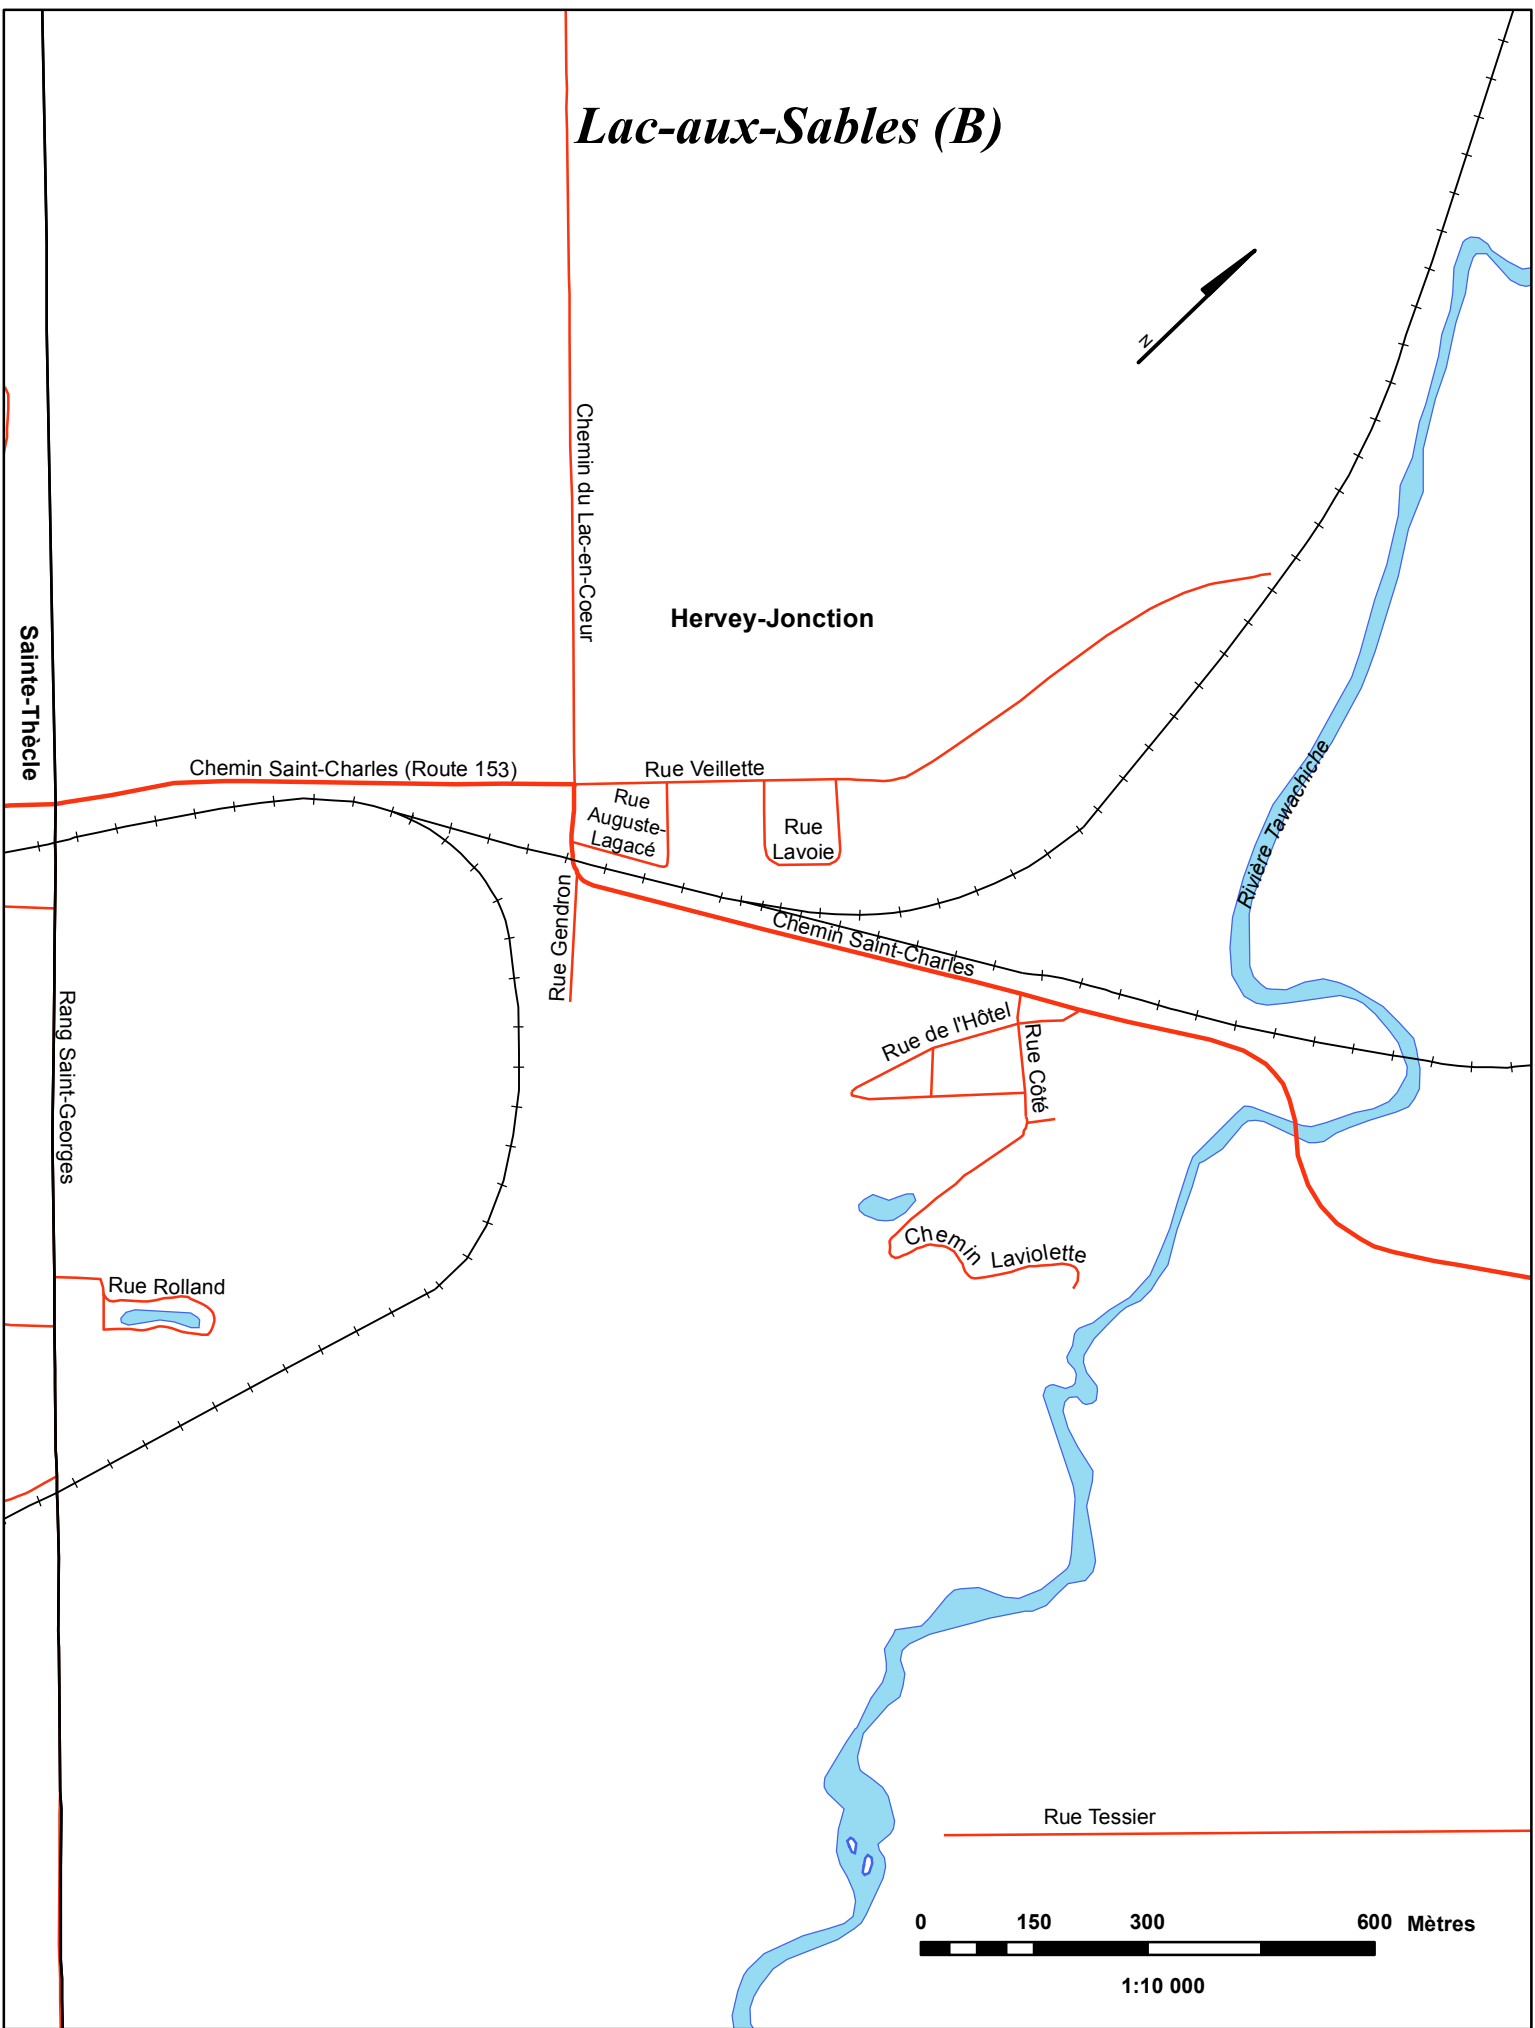 Lac-aux-Sables (B)
N
Chemin du Lac-en-Coeur
Hervey-Jonction
Sainte-Thècle
Chemin Saint-Charles (Route 153)
Rue Veillette
Rue
Auguste-
Lagacé
Rue
Lavoie
Rivière Tawachiche
Rue Gendron
Chemin Saint-Charles
Rang Saint-Georges
Rue de l'Hôtel
Rue Côté
Chemin Laviolette
Rue Rolland
Rue Tessier
0 150 300 600 Mètres
1:10 000